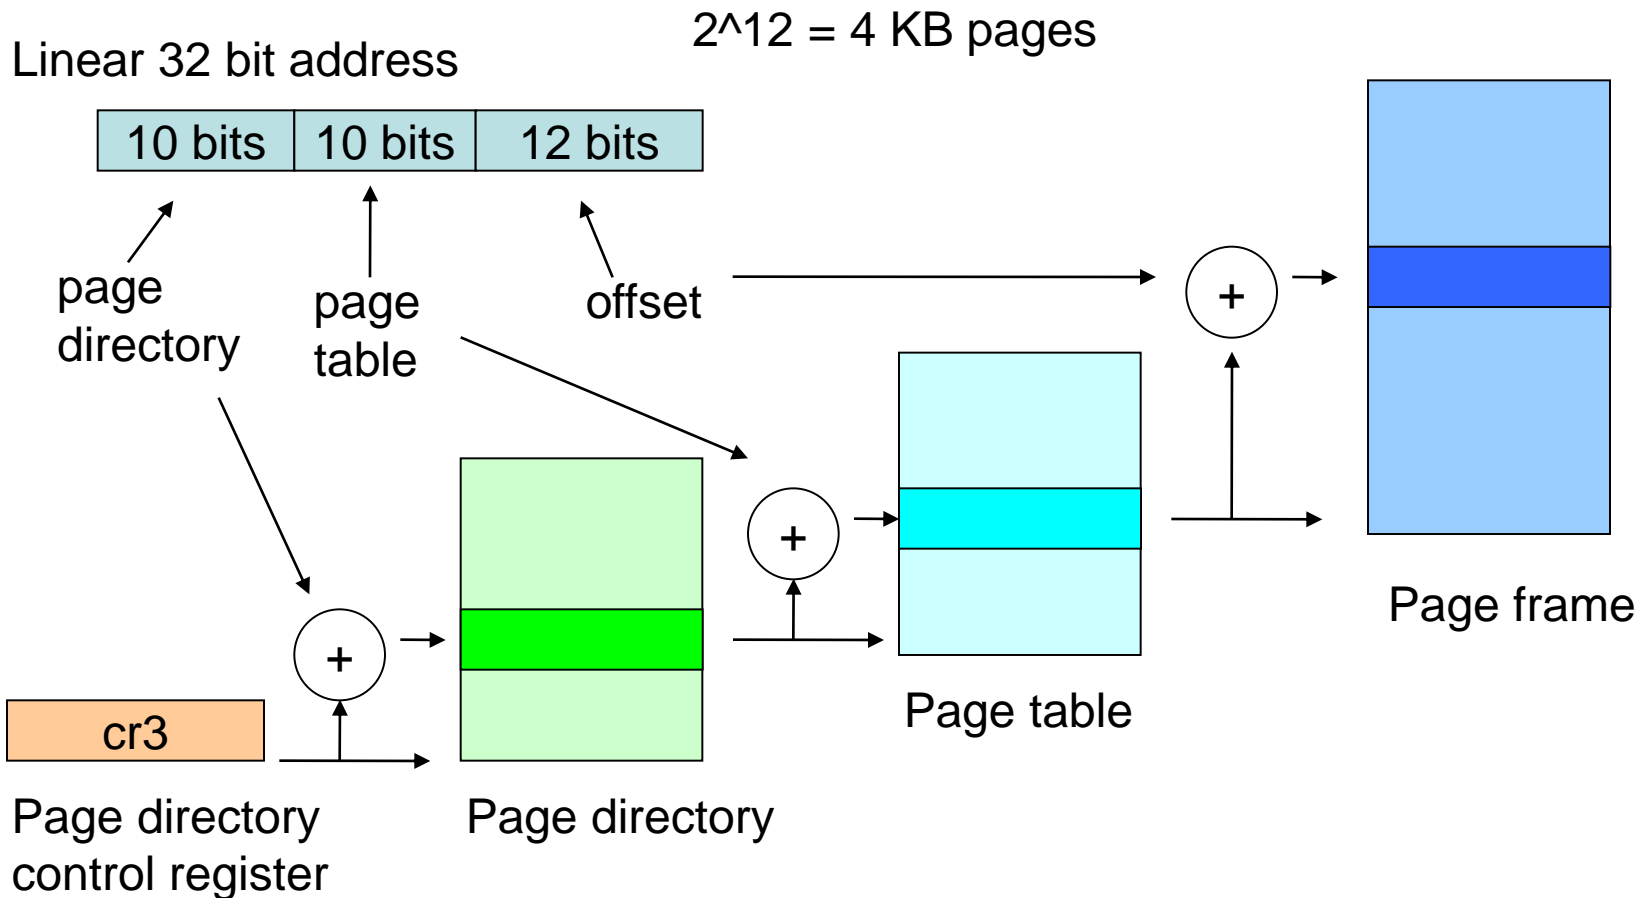 2^12 = 4 KB pages
Linear 32 bit address
10 bits 10 bits 12 bits
page
directory
page
table
offset
+
+
+
cr3
Page directory
control register
Page directory
Page table
Page frame